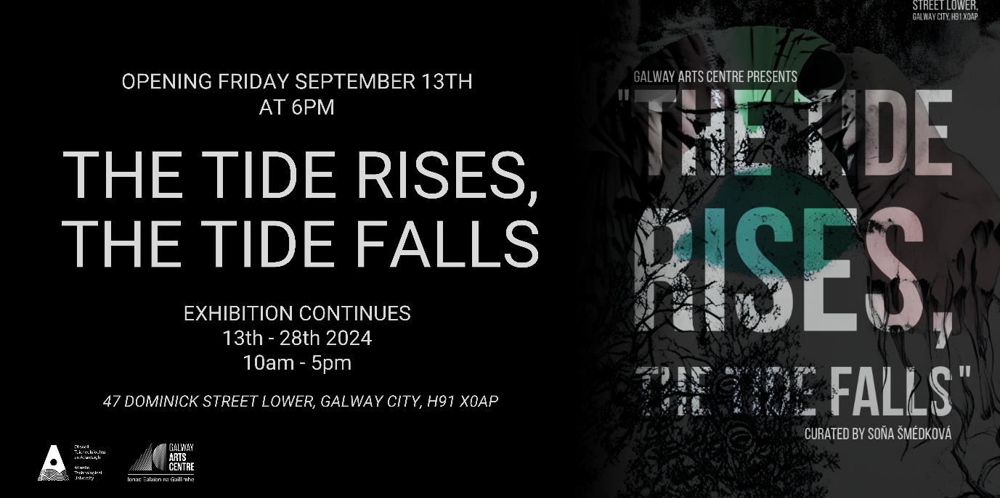 OPENING FRIDAY SEPTEMBER 13TH
AT 6PM
THE TIDE RISES,
THE TIDE FALLS
EXHIBITION CONTINUES
13th - 28th 2024
10am - 5pm
47 DOMINICK STREET LOWER, GALWAY CITY, H91 X0AP
Ollscoil
Teicneolaíochta
an Atlantaigh
Atlantic
Technological
University
GALWAY
ARTS
CENTRE
Ionad Ealaíon na Gaillimhe
STREET LOWER,
GALWAY CITY, H91 X0AP
GALWAY ARTS CENTRE PRESENTS
"THE TIDE
RISES,
THE TIDE FALLS"
CURATED BY SOŇA ŠMÉDKOVÁ